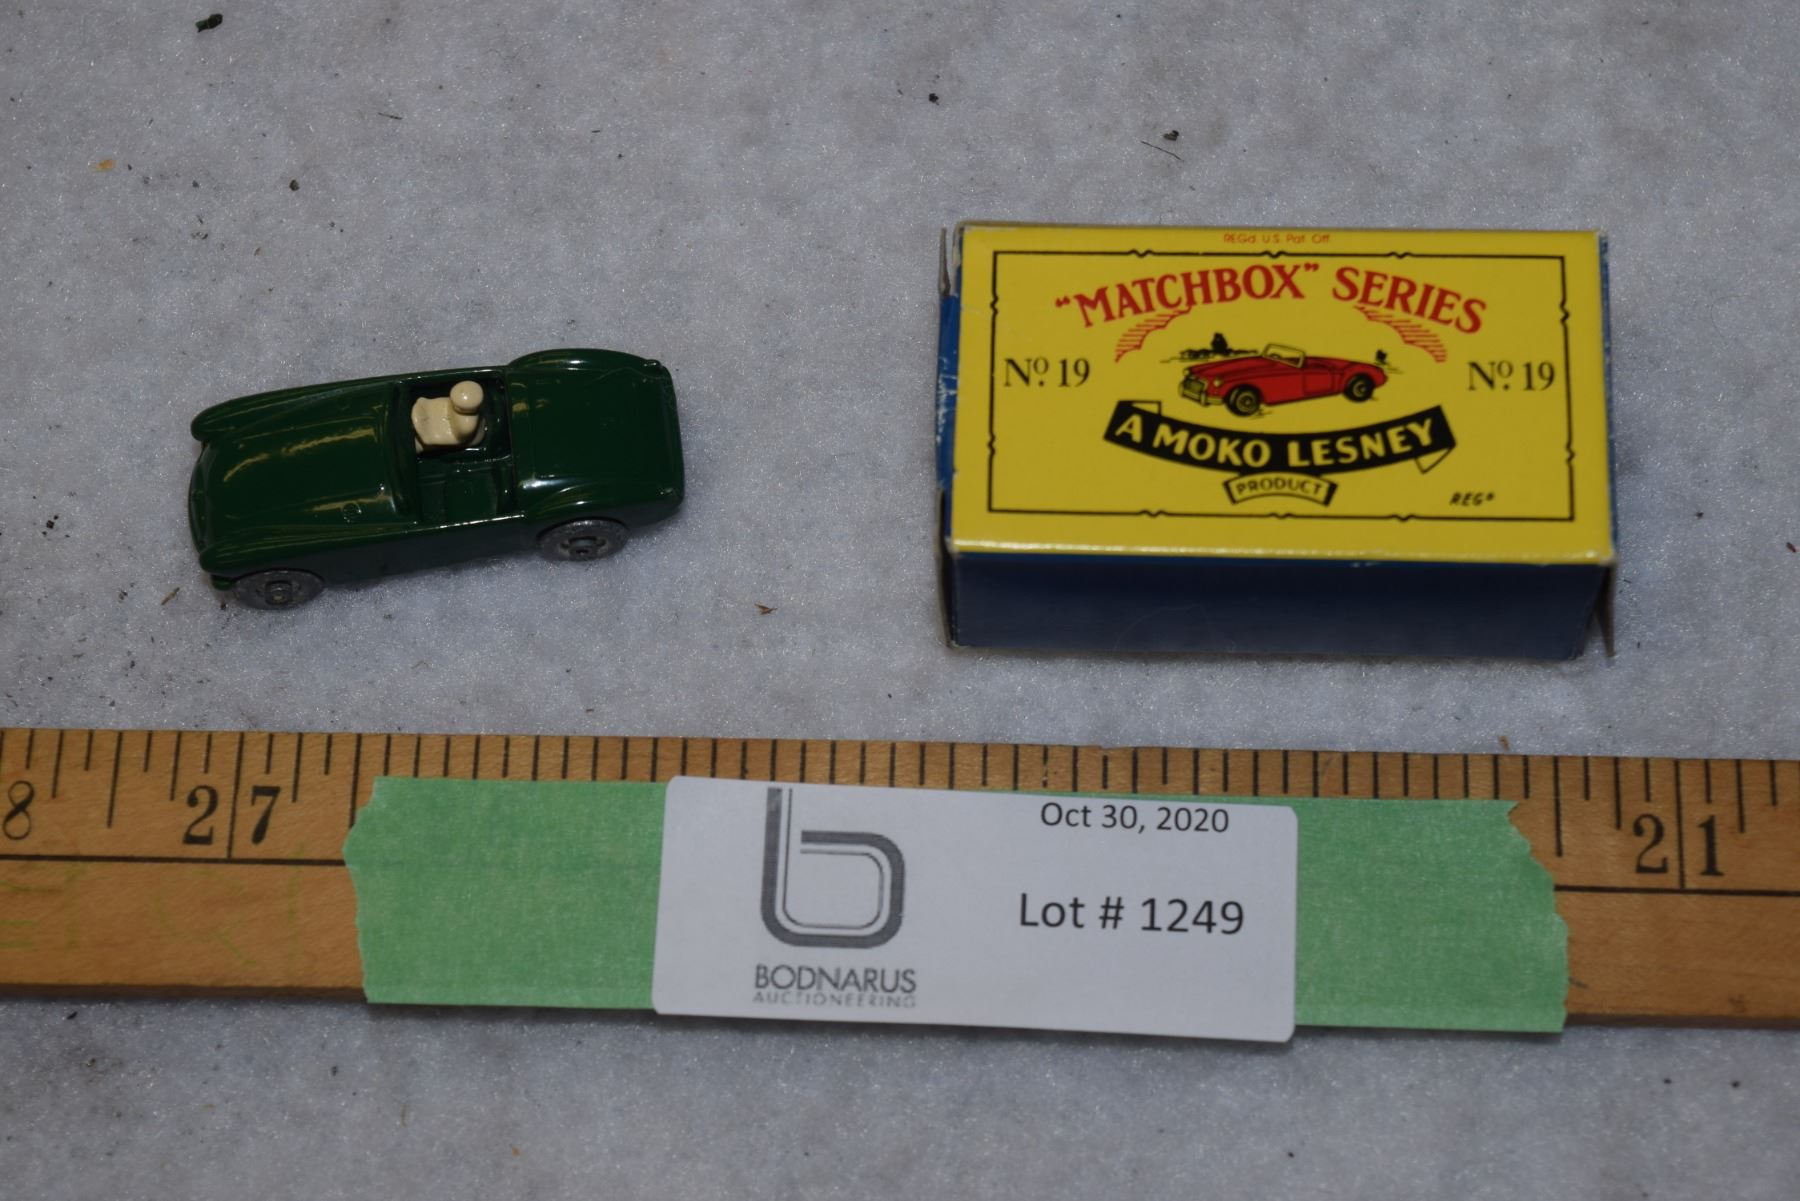 REGd. U.S. Pat. Off.
"MATCHBOX" SERIES
Nº. 19
Nº. 19
A MOKO LESNEY
PRODUCT
REGº
8
27
21
Oct 30, 2020
Lot # 1249
BODNARUS
AUCTIONEERING